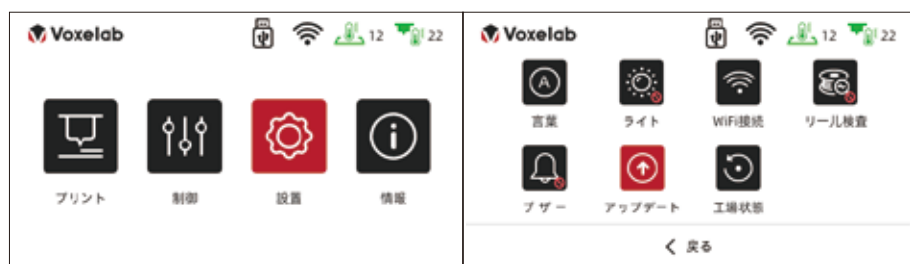 Voxelab 12 22
プリント 制御 設置 情報
Voxelab 12 22
A
言葉 ライト WiFi接続 リール検査
ブザー アップデート 工場状態
戻る